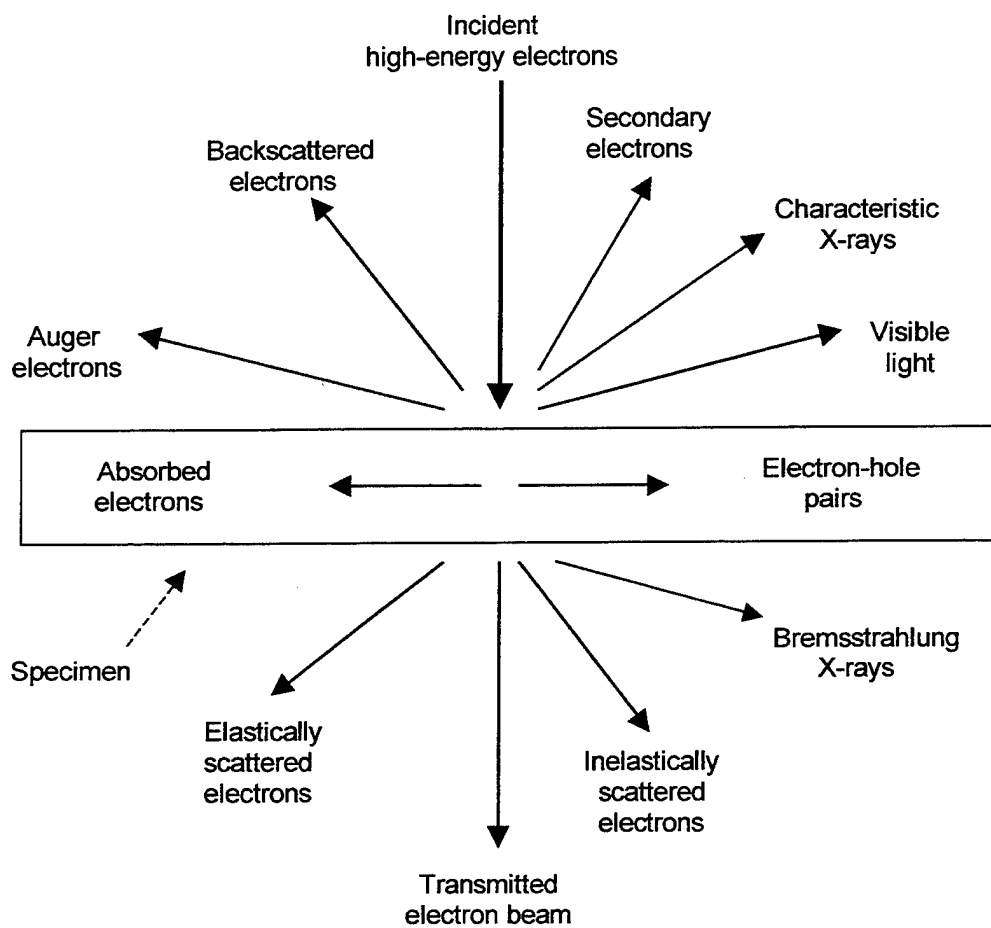 Incident
high-energy electrons
Secondary
electrons
Backscattered
electrons
Characteristic
X-rays
Auger
electrons
Visible
light
Absorbed
electrons
Electron-hole
pairs
Specimen
Bremsstrahlung
X-rays
Elastically
scattered
electrons
Inelastically
scattered
electrons
Transmitted
electron beam